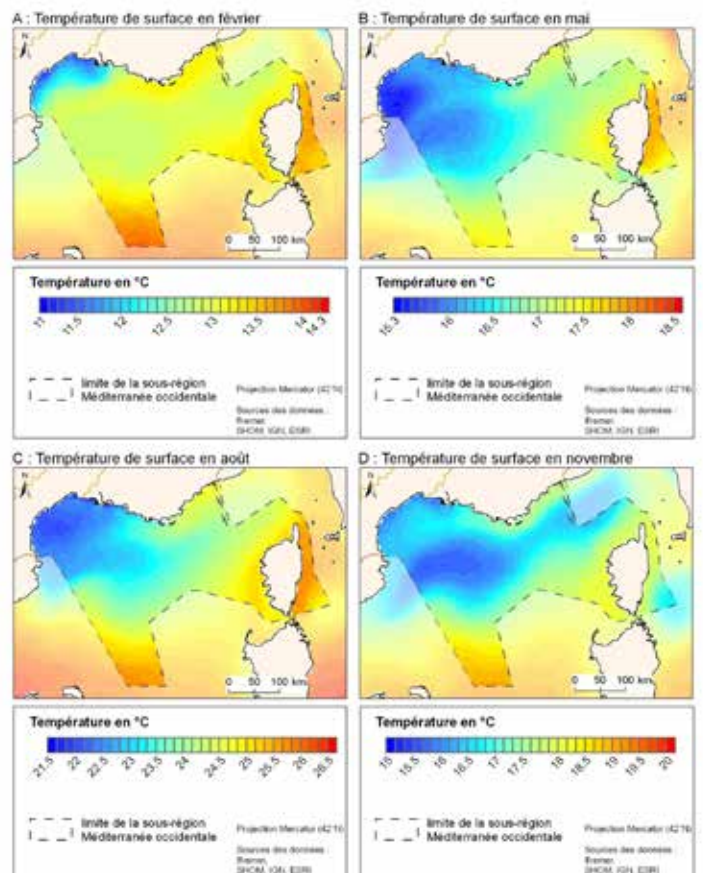 A : Température de surface en février
N
0 50 100 km
Température en °C
11 11.5 12 12.5 13 13.5 14 14.3
limite de la sous-région
Méditerranée occidentale
Projection Mercator
Sources des données :
SHOM, IGN, ESRI
B : Température de surface en mai
N
0 50 100 km
Température en °C
15.3 16 16.5 17 17.5 18 18.5
limite de la sous-région
Méditerranée occidentale
Projection Mercator
Sources des données :
SHOM, IGN, ESRI
C : Température de surface en août
N
0 50 100 km
Température en °C
21.5 22 22.5 23 23.5 24 24.5 25 25.5 26 26.5
limite de la sous-région
Méditerranée occidentale
Projection Mercator
Sources des données :
SHOM, IGN, ESRI
D : Température de surface en novembre
N
0 50 100 km
Température en °C
15 15.5 16 16.5 17 17.5 18 18.5 19 19.5 20
limite de la sous-région
Méditerranée occidentale
Projection Mercator
Sources des données :
SHOM, IGN, ESRI